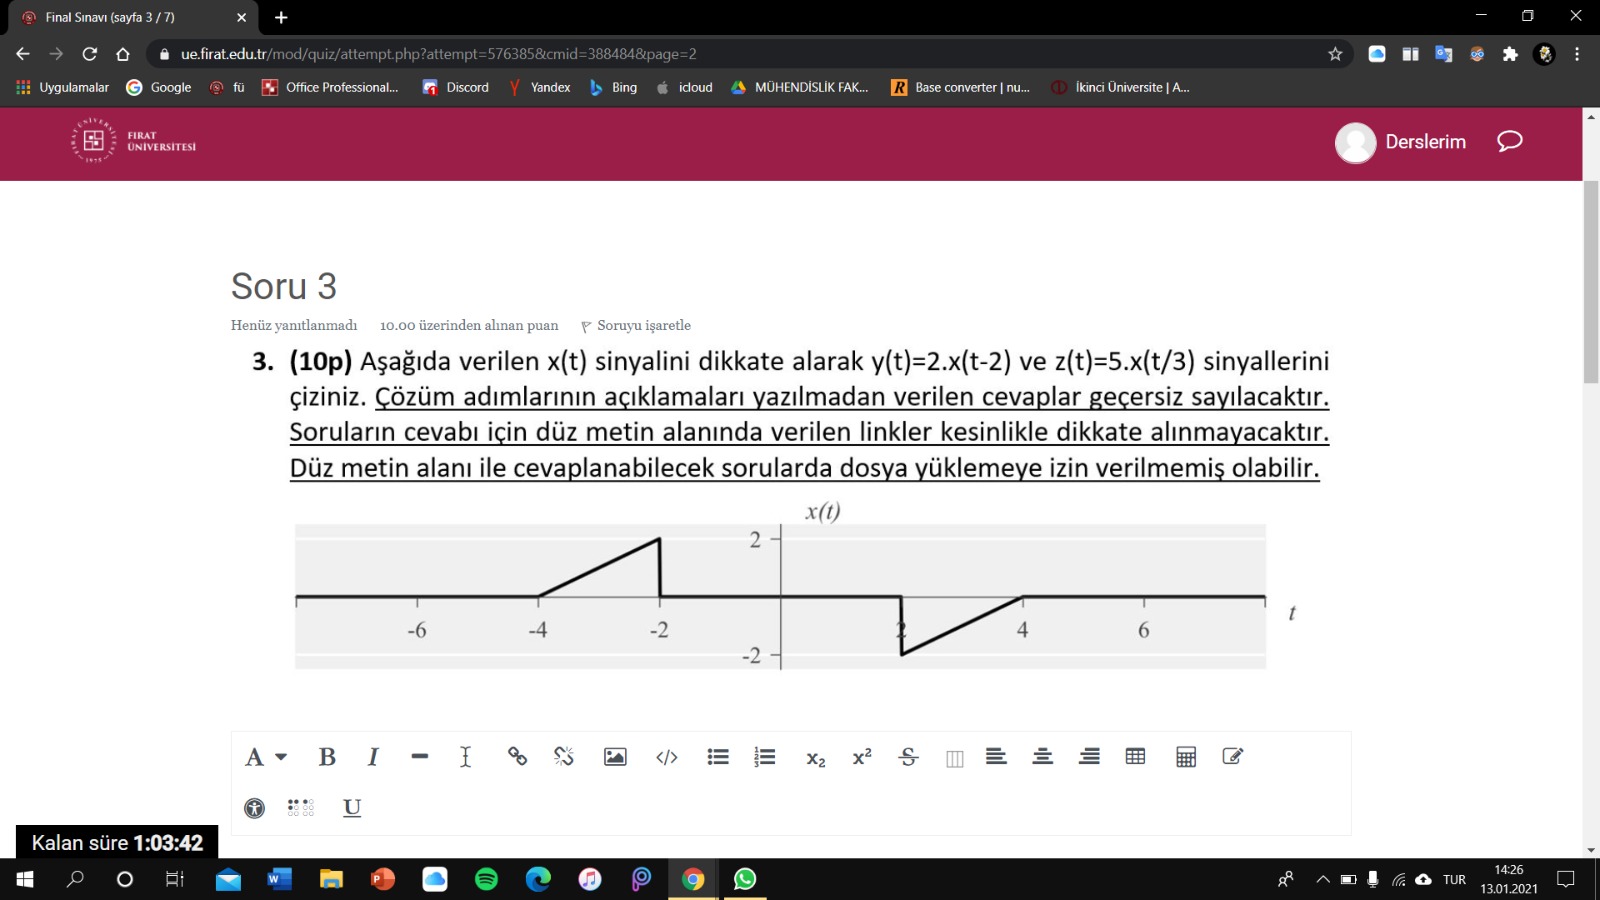 Final Sınavı (sayfa 3 / 7)
ue.firat.edu.tr/mod/quiz/attempt.php?attempt=576385&cmid=388484&page=2
Uygulamalar Google fü Office Professional... Discord Yandex Bing icloud MÜHENDİSLİK FAK... Base converter | nu... İkinci Üniversite | A...
FIRAT
ÜNİVERSİTESİ
Derslerim
Soru 3
Henüz yanıtlanmadı 10.00 üzerinden alınan puan Soruyu işaretle
3. (10p) Aşağıda verilen x(t) sinyalini dikkate alarak y(t)=2.x(t-2) ve z(t)=5.x(t/3) sinyallerini
çiziniz. Çözüm adımlarının açıklamaları yazılmadan verilen cevaplar geçersiz sayılacaktır.
Soruların cevabı için düz metin alanında verilen linkler kesinlikle dikkate alınmayacaktır.
Düz metin alanı ile cevaplanabilecek sorularda dosya yüklemeye izin verilmemiş olabilir.
x(t)
2
-6 -4 -2 2 4 6 t
-2
Kalan süre 1:03:42
TUR
14:26
13.01.2021